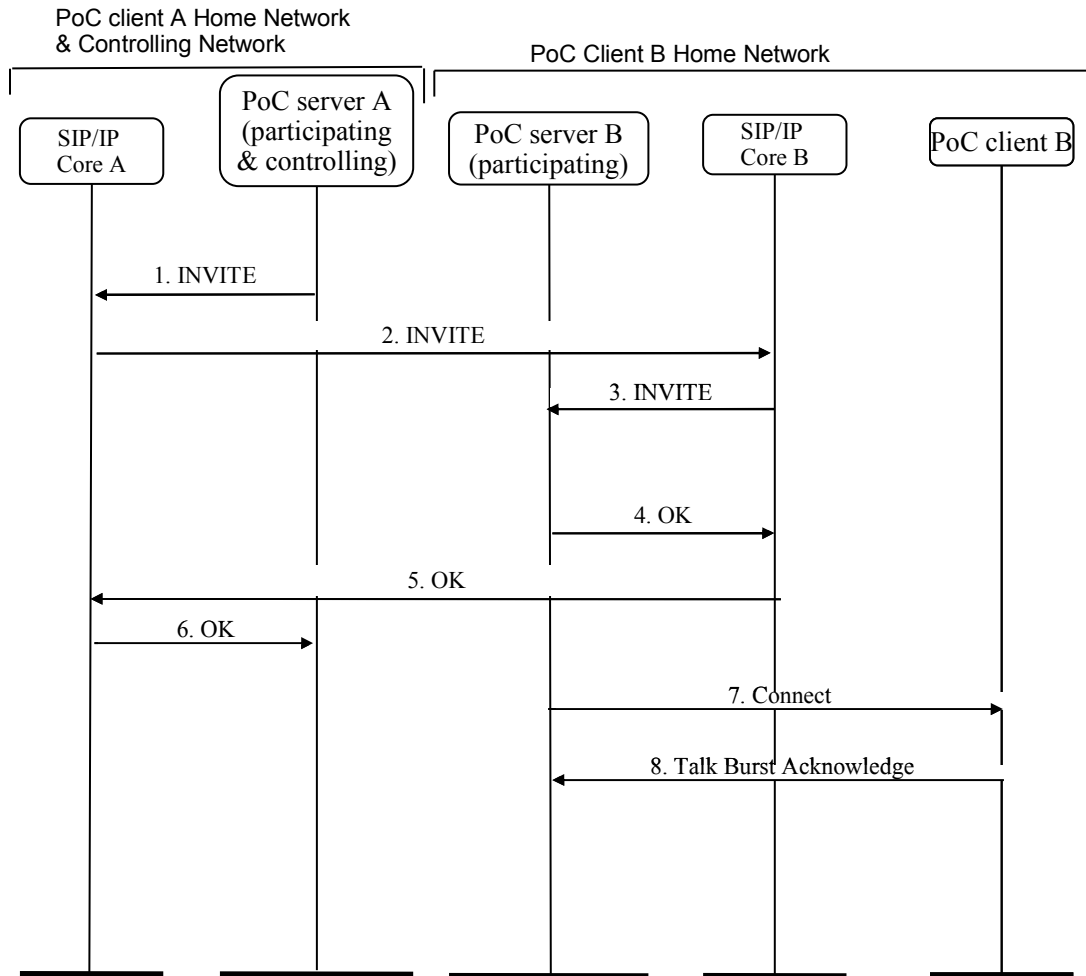 PoC client A Home Network
& Controlling Network
PoC Client B Home Network
SIP/IP
Core A
PoC server A
(participating
& controlling)
PoC server B
(participating)
SIP/IP
Core B
PoC client B
1. INVITE
2. INVITE
3. INVITE
4. OK
5. OK
6. OK
7. Connect
8. Talk Burst Acknowledge